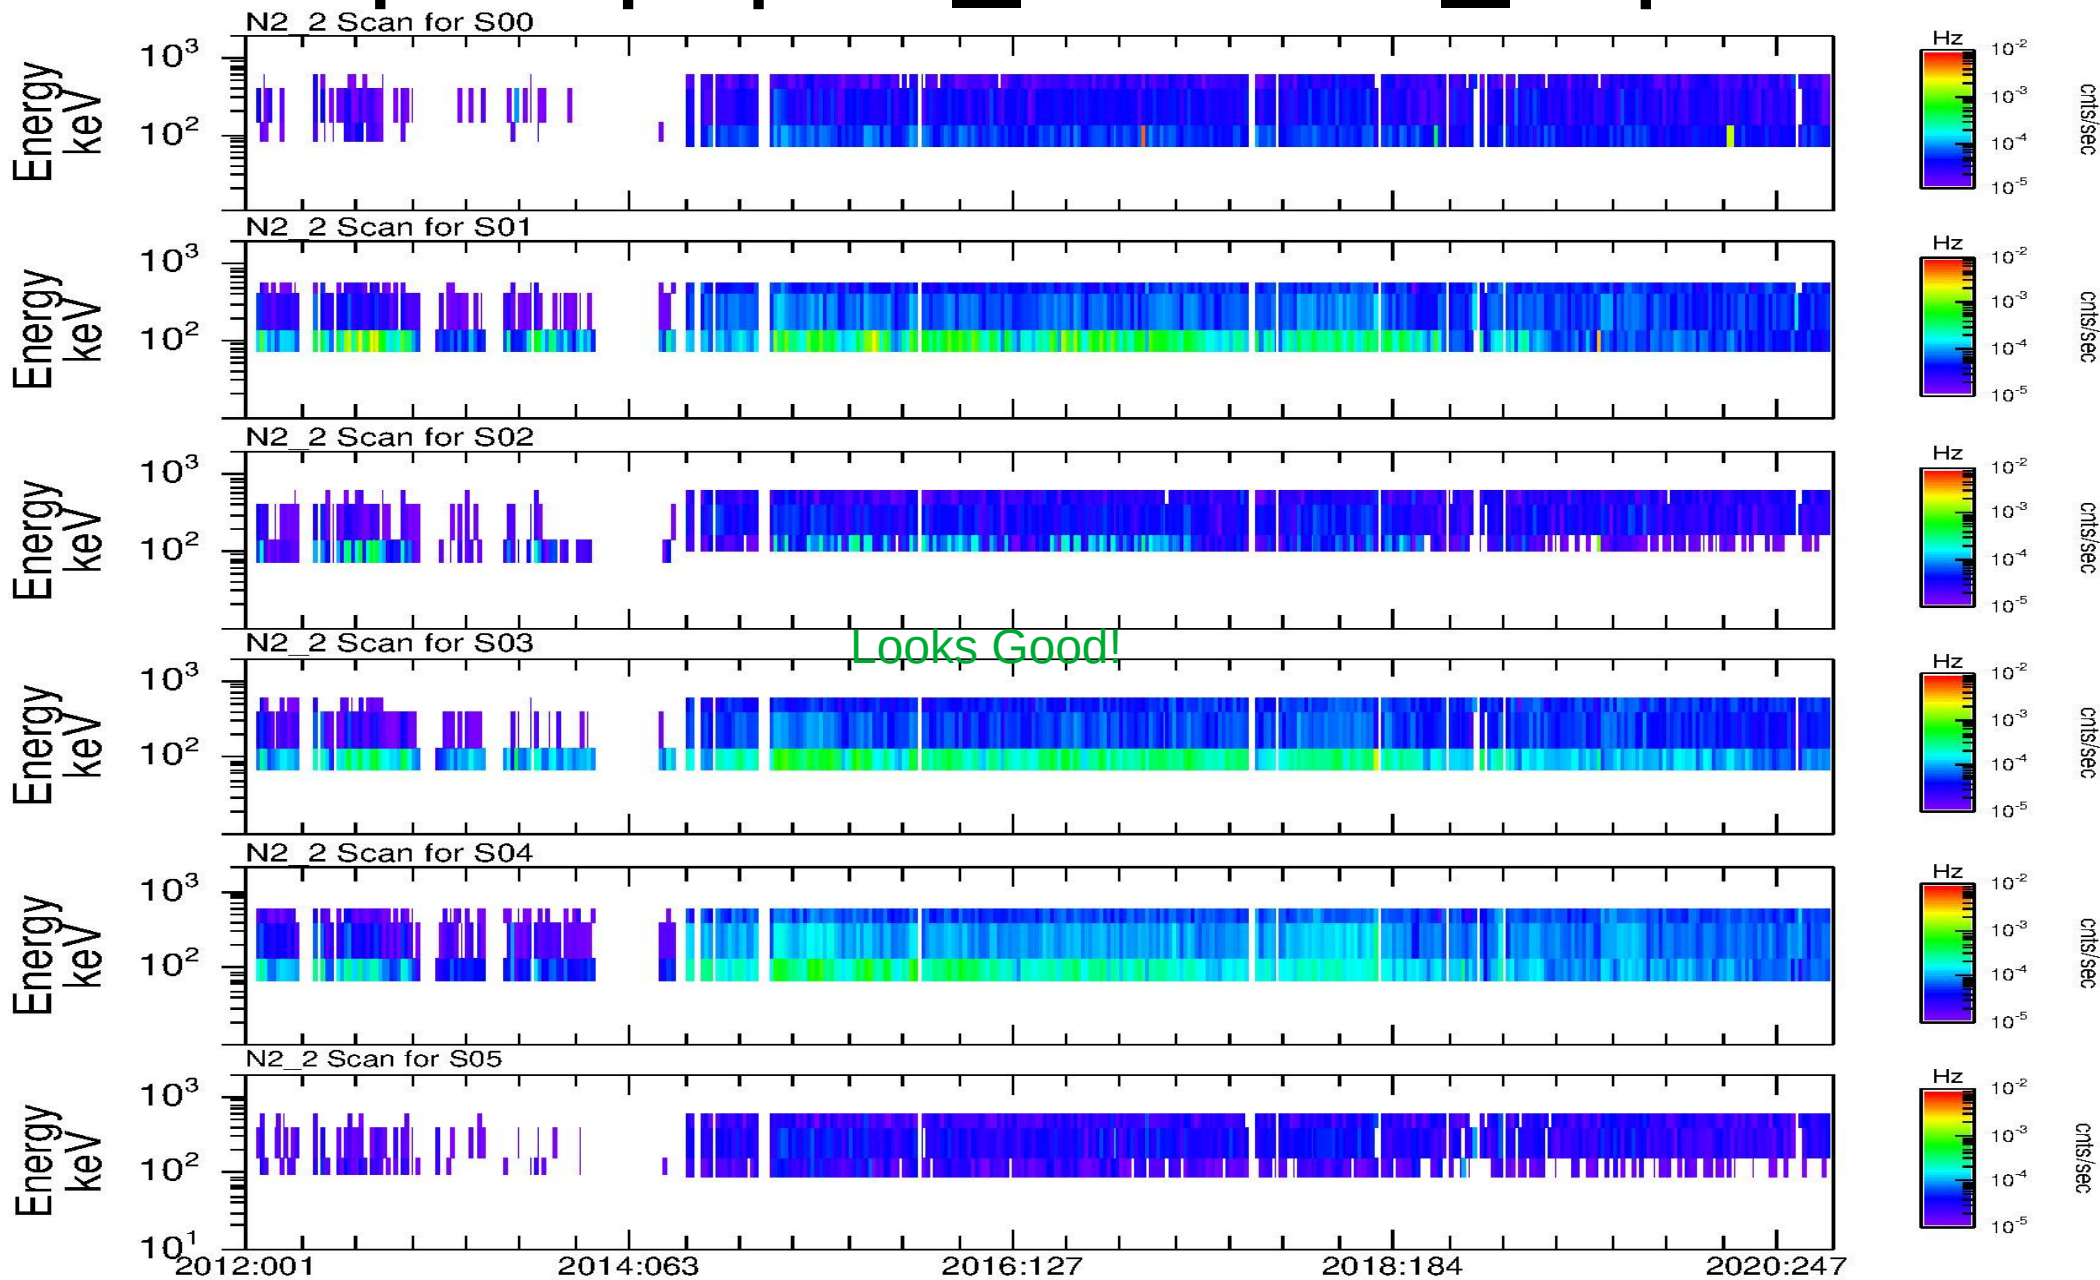 N2_2 Scan for S00
Energy keV
10³
10²
Hz
10⁻²
10⁻³
10⁻⁴
10⁻⁵
cnts/sec
N2_2 Scan for S01
Energy keV
10³
10²
Hz
10⁻²
10⁻³
10⁻⁴
10⁻⁵
cnts/sec
N2_2 Scan for S02
Energy keV
10³
10²
Hz
10⁻²
10⁻³
10⁻⁴
10⁻⁵
cnts/sec
Looks Good!
N2_2 Scan for S03
Energy keV
10³
10²
Hz
10⁻²
10⁻³
10⁻⁴
10⁻⁵
cnts/sec
N2_2 Scan for S04
Energy keV
10³
10²
Hz
10⁻²
10⁻³
10⁻⁴
10⁻⁵
cnts/sec
N2_2 Scan for S05
Energy keV
10³
10²
10¹
Hz
10⁻²
10⁻³
10⁻⁴
10⁻⁵
cnts/sec
2012:001 2014:063 2016:127 2018:184 2020:247